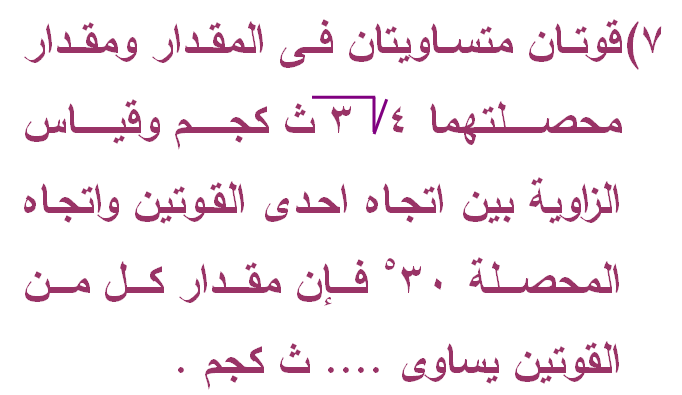 ٧)قوتان متساويتان فى المقدار ومقدار
محصلتهما ٤√٣ ث كجم وقياس
الزاوية بين اتجاه احدى القوتين واتجاه
المحصلة ٣٠° فإن مقدار كل من
القوتين يساوى .... ث كجم .